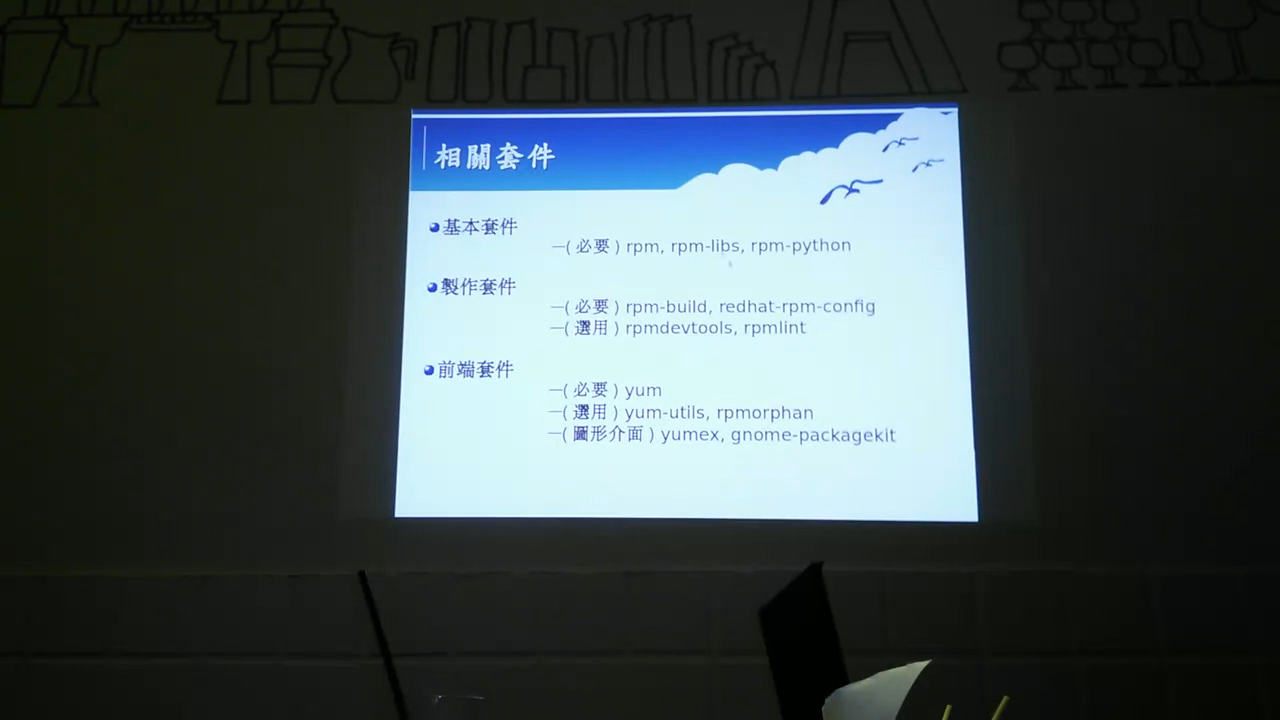 相關套件
基本套件
—(必要) rpm, rpm-libs, rpm-python
製作套件
—(必要) rpm-build, redhat-rpm-config
—(選用) rpmdevtools, rpmlint
前端套件
—(必要) yum
—(選用) yum-utils, rpmorphan
—(圖形介面) yumex, gnome-packagekit